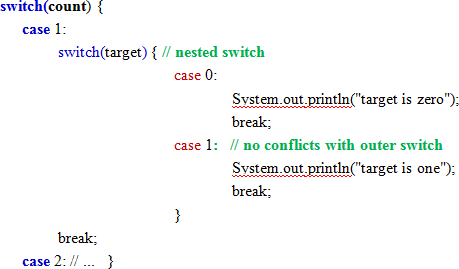 switch(count) {
case 1:
switch(target) { // nested switch
case 0:
System.out.println("target is zero");
break;
case 1: // no conflicts with outer switch
System.out.println("target is one");
break;
}
break;
case 2: // ... }